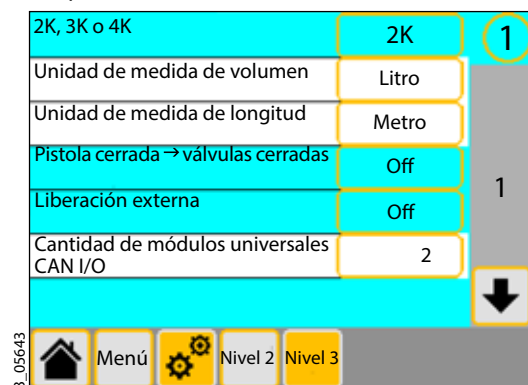 2K, 3K o 4K
2K
1
Unidad de medida de volumen
Litro
Unidad de medida de longitud
Metro
Pistola cerrada → válvulas cerradas
Off
Liberación externa
Off
1
Cantidad de módulos universales
CAN I/O
2
Menú
Nivel 2
Nivel 3
_05643